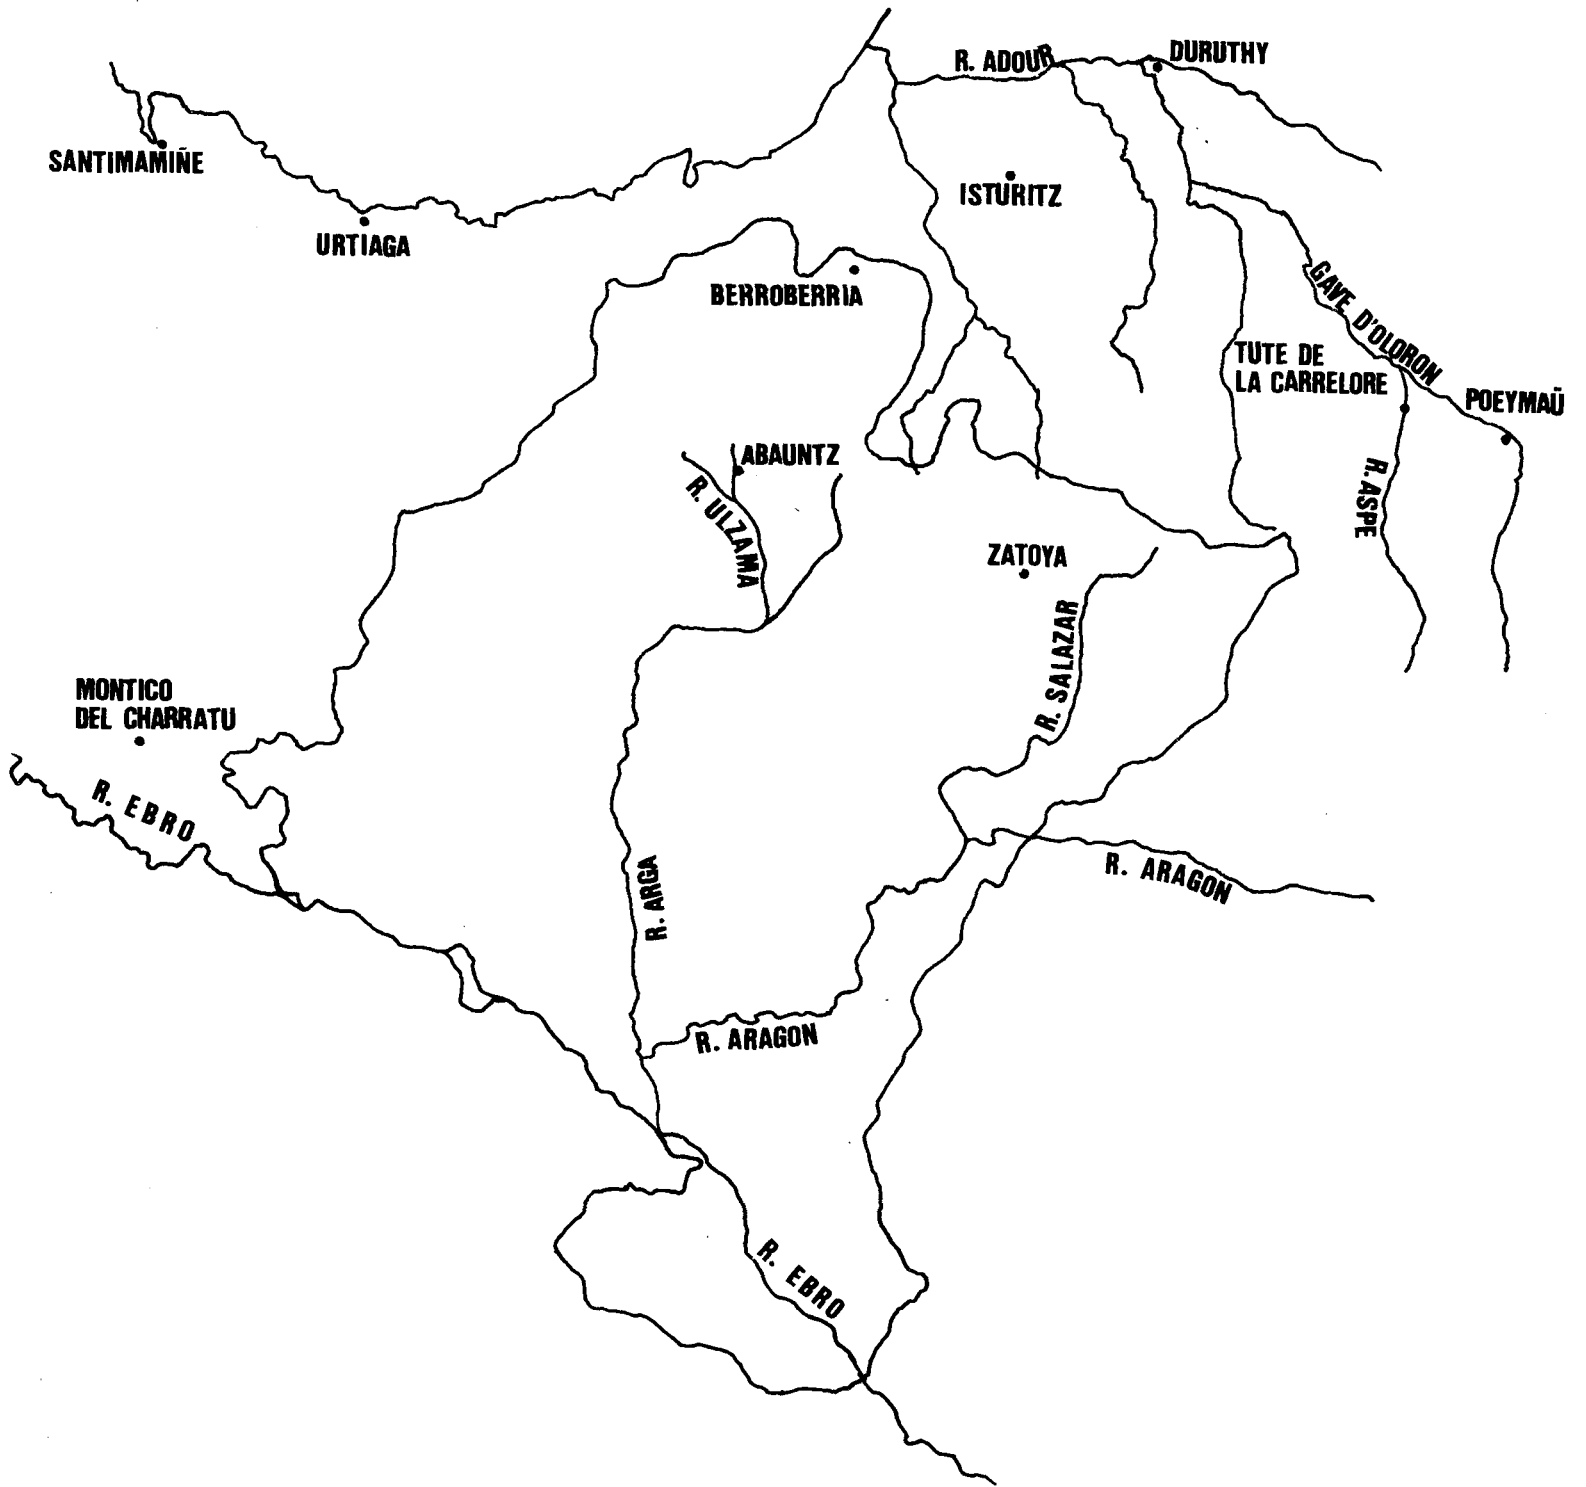 R. ADOUR
DURUTHY
SANTIMAMIÑE
ISTURITZ
URTIAGA
BERROBERRIA
GAVE D'OLORON
TUTE DE
LA CARRELORE
POEYMAÜ
ABAUNTZ
R. ULZAMA
R. ASPE
ZATOYA
R. SALAZAR
MONTICO
DEL CHARRATU
R. EBRO
R. ARGA
R. ARAGON
R. ARAGON
R. EBRO